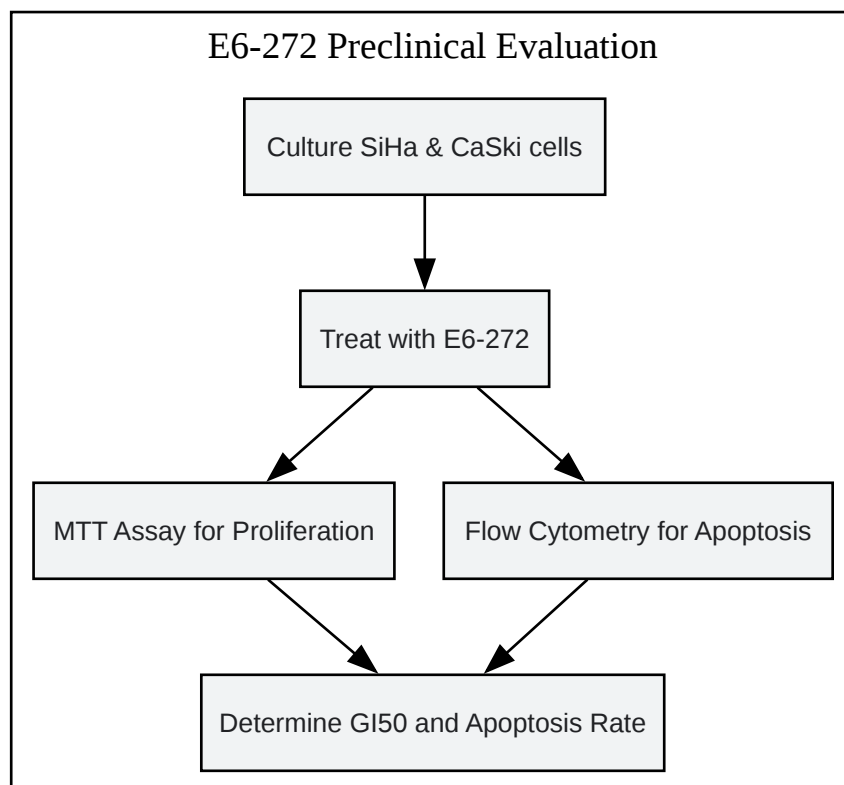 E6-272 Preclinical Evaluation
Culture SiHa & CaSki cells
Treat with E6-272
MTT Assay for Proliferation
Flow Cytometry for Apoptosis
Determine GI50 and Apoptosis Rate